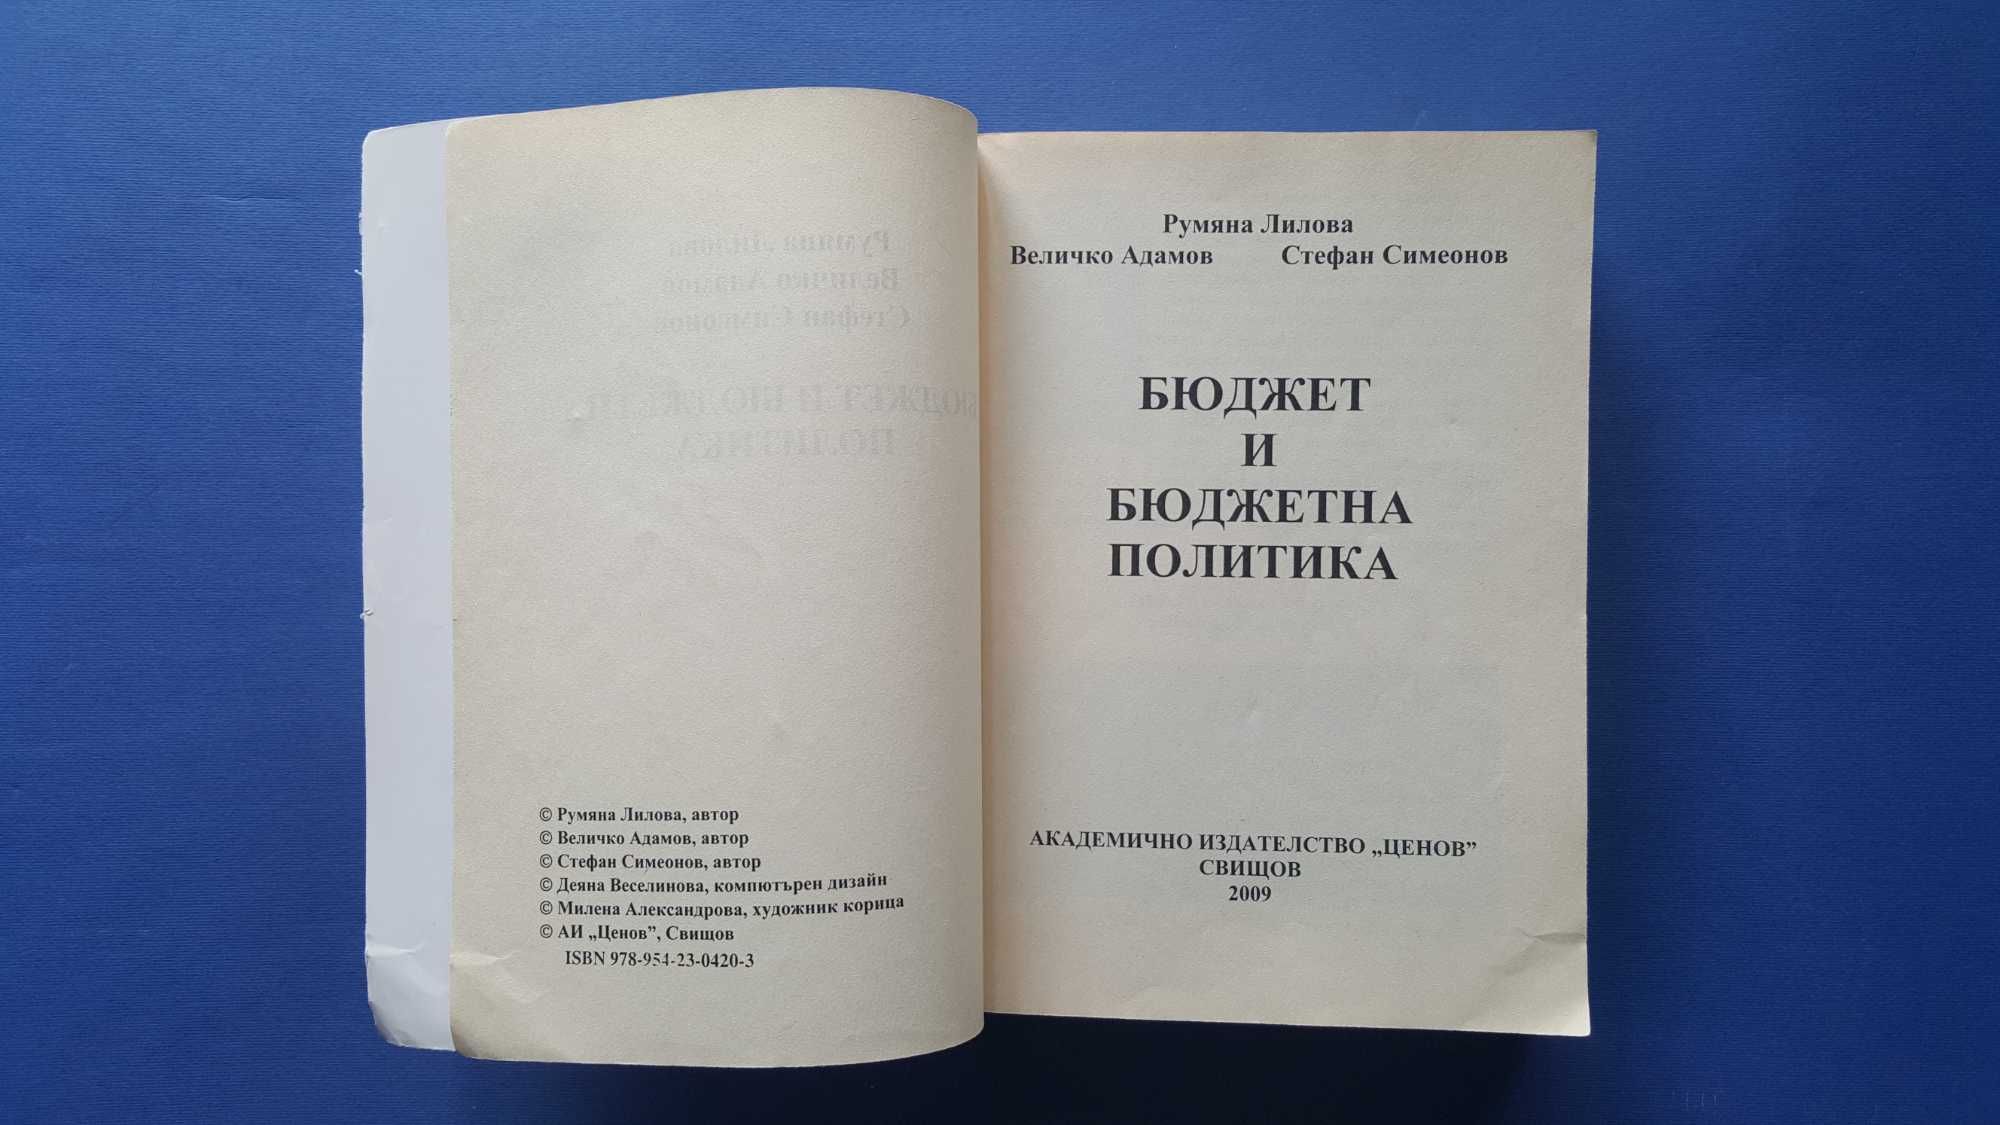 © Румяна Лилова, автор
© Величко Адамов, автор
© Стефан Симеонов, автор
© Деяна Веселинова, компютърен дизайн
© Милена Александрова, художник корица
© АИ „Ценов”, Свищов
ISBN 978-954-23-0420-3
Румяна Лилова
Величко Адамов Стефан Симеонов
БЮДЖЕТ
И
БЮДЖЕТНА
ПОЛИТИКА
АКАДЕМИЧНО ИЗДАТЕЛСТВО „ЦЕНОВ”
СВИЩОВ
2009